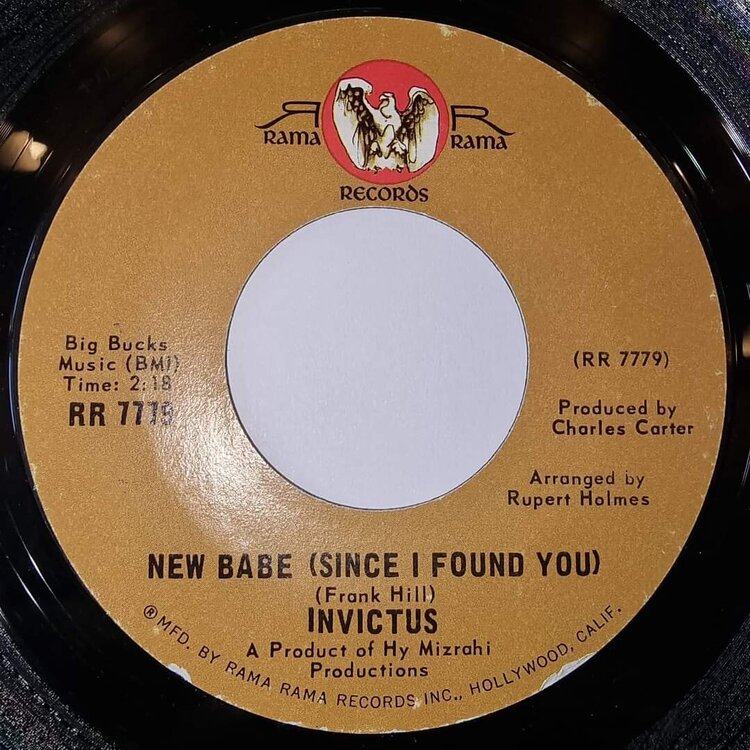 R R
RAMA RAMA
RECORDS
Big Bucks
Music (BMI)
Time: 2:18
RR 7779
(RR 7779)
Produced by
Charles Carter
Arranged by
Rupert Holmes
NEW BABE (SINCE I FOUND YOU)
(Frank Hill)
INVICTUS
A Product of Hy Mizrahi
Productions
®MFD. BY RAMA RAMA RECORDS INC., HOLLYWOOD, CALIF.